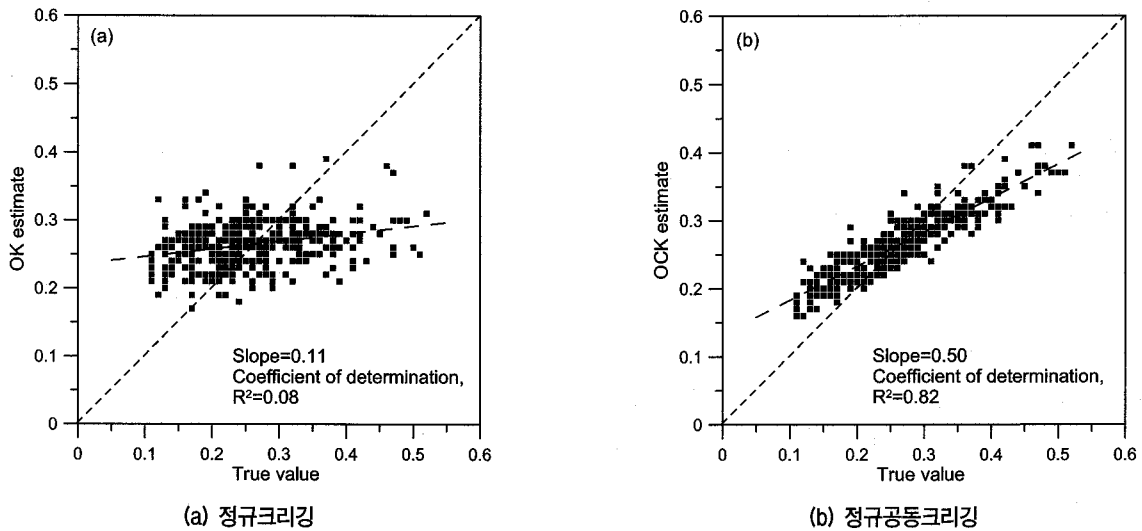 (a)
0.6
0.5
0.4
0.3
0.2
0.1
0
OK estimate
Slope=0.11
Coefficient of determination,
R²=0.08
0 0.1 0.2 0.3 0.4 0.5 0.6
True value
(a) 정규크리깅
(b)
0.6
0.5
0.4
0.3
0.2
0.1
0
OCK estimate
Slope=0.50
Coefficient of determination,
R²=0.82
0 0.1 0.2 0.3 0.4 0.5 0.6
True value
(b) 정규공동크리깅